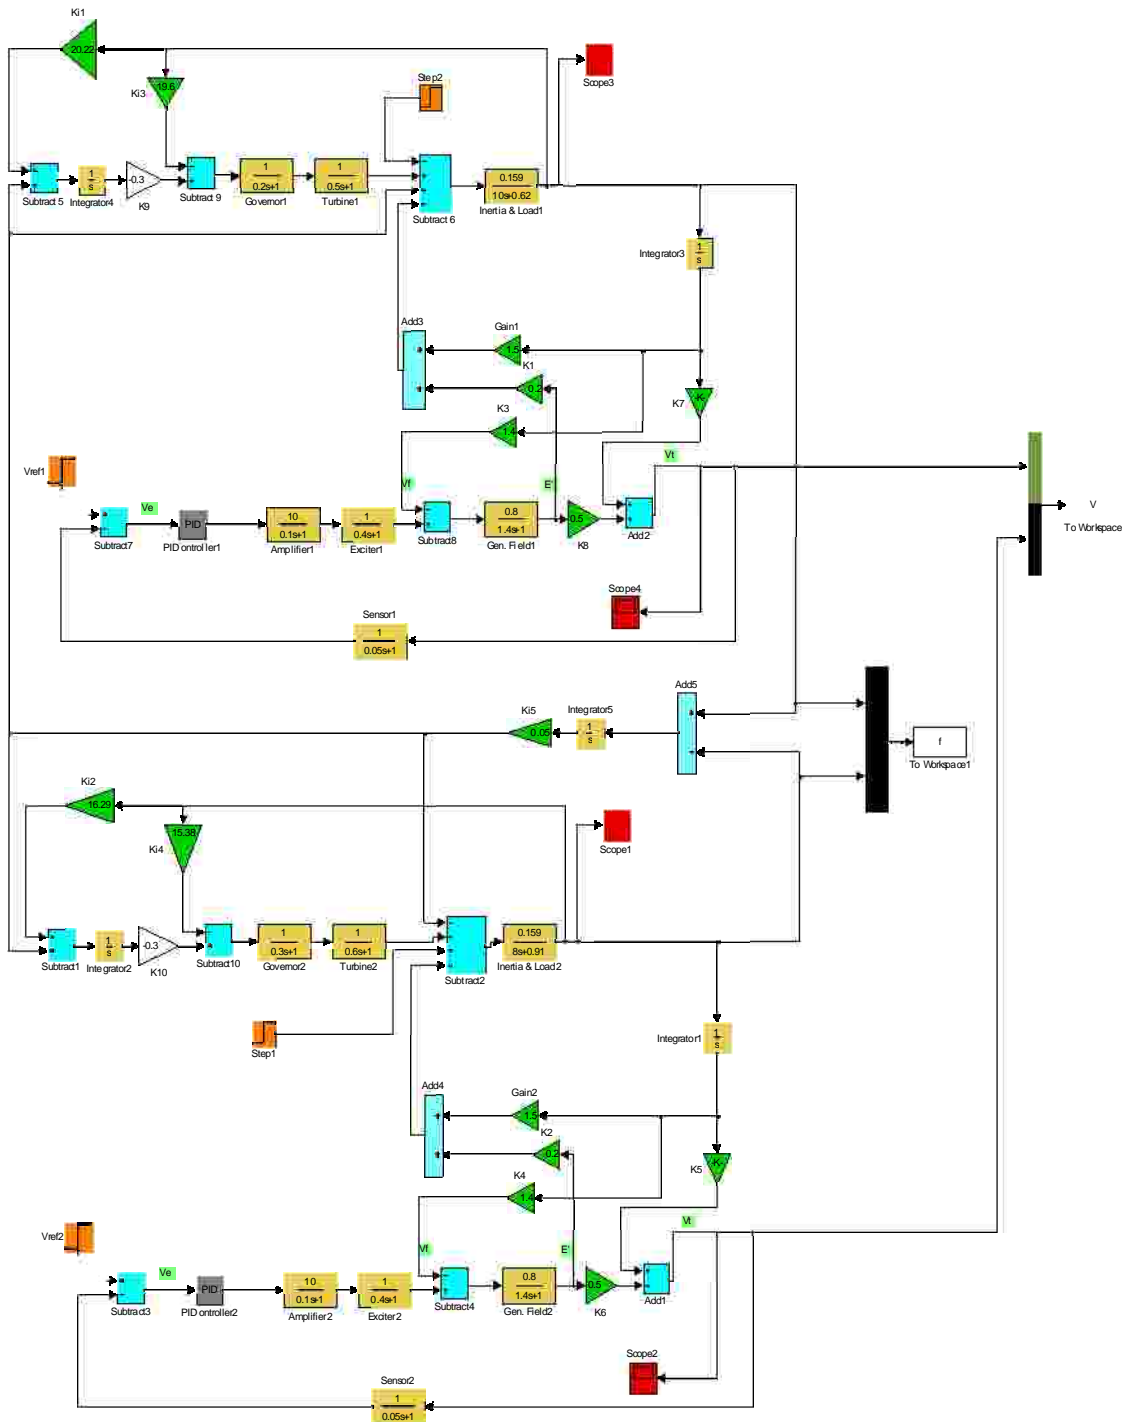 Ki1
20.22
Ki3
19.6
Step2
Scope3
Subtract 5
1
s
Integrator4
-0.3
K9
Subtract 9
1
0.2s+1
Governor1
1
0.5s+1
Turbine1
Subtract 6
0.159
10s+0.62
Inertia & Load1
Integrator3
1
s
Add3
Gain1
1.5
K1
0.2
K3
1.4
K7
-K-
Vref1
Ve
Vf
E'
Vt
Subtract7
PID
PID ontroller1
10
0.1s+1
Amplifier1
1
0.4s+1
Exciter1
Subtract8
0.8
1.4s+1
Gen. Field1
0.5
K8
Add2
V
To Workspace
Scope4
Sensor1
1
0.05s+1
Add5
Ki5
0.05
Integrator5
1
s
f
To Workspace1
Ki2
16.29
Ki4
15.38
Scope1
Subtract1
1
s
Integrator2
-0.3
K10
Subtract10
1
0.3s+1
Governor2
1
0.6s+1
Turbine2
Subtract2
0.159
8s+0.91
Inertia & Load2
Step1
Integrator1
1
s
Add4
Gain2
1.5
K2
0.2
K4
1.4
K5
-K-
Vref2
Ve
Vf
E'
Vt
Subtract3
PID
PID ontroller2
10
0.1s+1
Amplifier2
1
0.4s+1
Exciter2
Subtract4
0.8
1.4s+1
Gen. Field2
0.5
K6
Add1
Scope2
Sensor2
1
0.05s+1